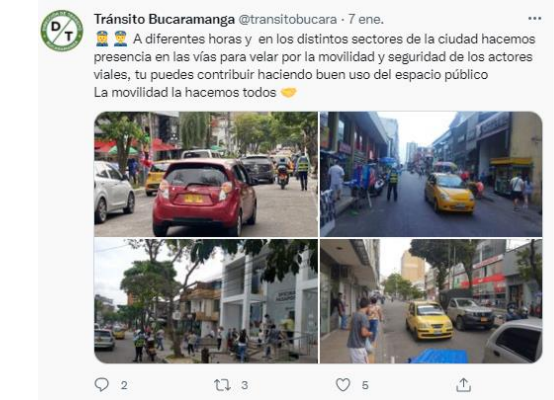 Tránsito Bucaramanga @transitobucara · 7 ene.
A diferentes horas y en los distintos sectores de la ciudad hacemos
presencia en las vías para velar por la movilidad y seguridad de los actores
viales, tu puedes contribuir haciendo buen uso del espacio público
La movilidad la hacemos todos
D/T
2
3
5